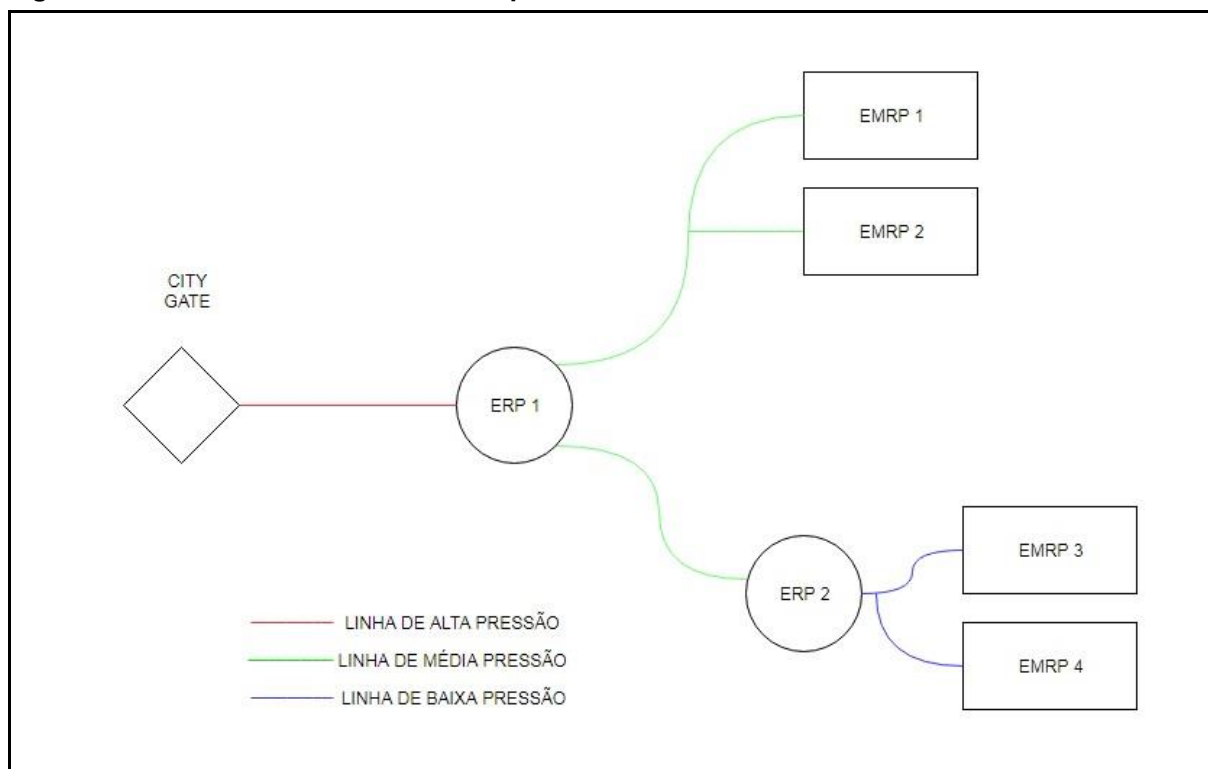 EMRP 1
EMRP 2
CITY
GATE
ERP 1
EMRP 3
ERP 2
EMRP 4
LINHA DE ALTA PRESSÃO
LINHA DE MÉDIA PRESSÃO
LINHA DE BAIXA PRESSÃO